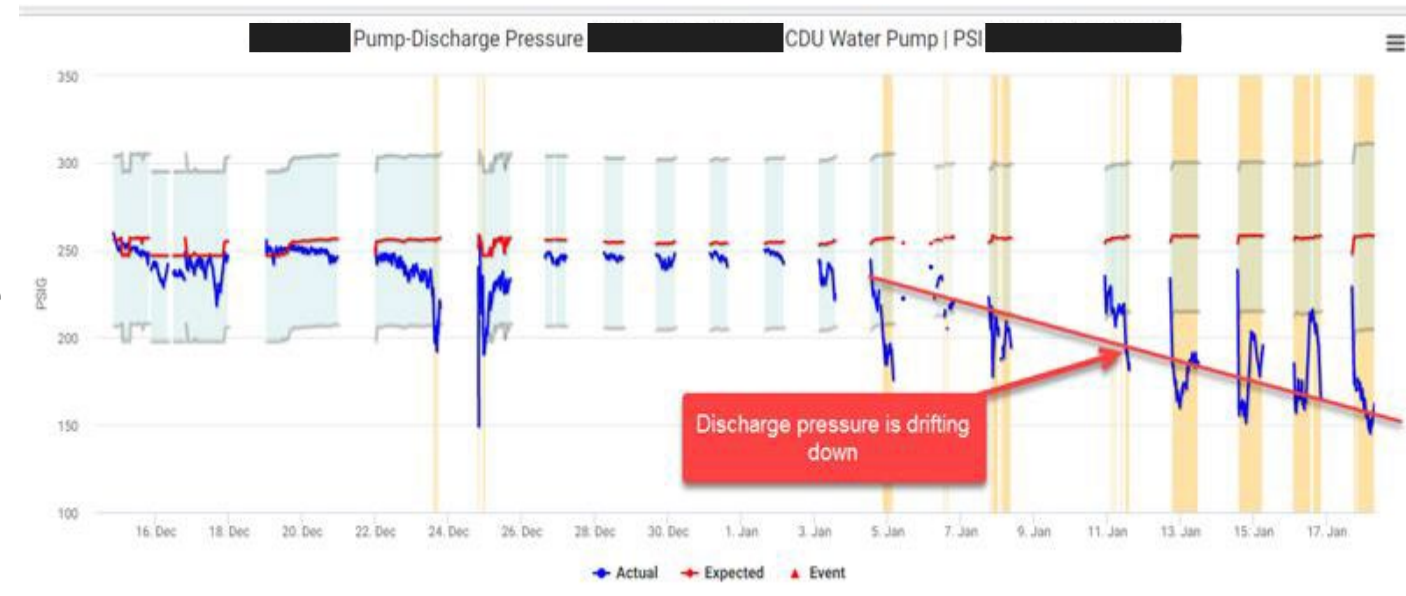 Pump-Discharge Pressure CDU Water Pump | PSI
350
300
250
200
150
100
PSIG
Discharge pressure is drifting
down
16. Dec 18. Dec 20. Dec 22. Dec 24. Dec 26. Dec 28. Dec 30. Dec 1. Jan 3. Jan 5. Jan 7. Jan 9. Jan 11. Jan 13. Jan 15. Jan 17. Jan
Actual Expected Event